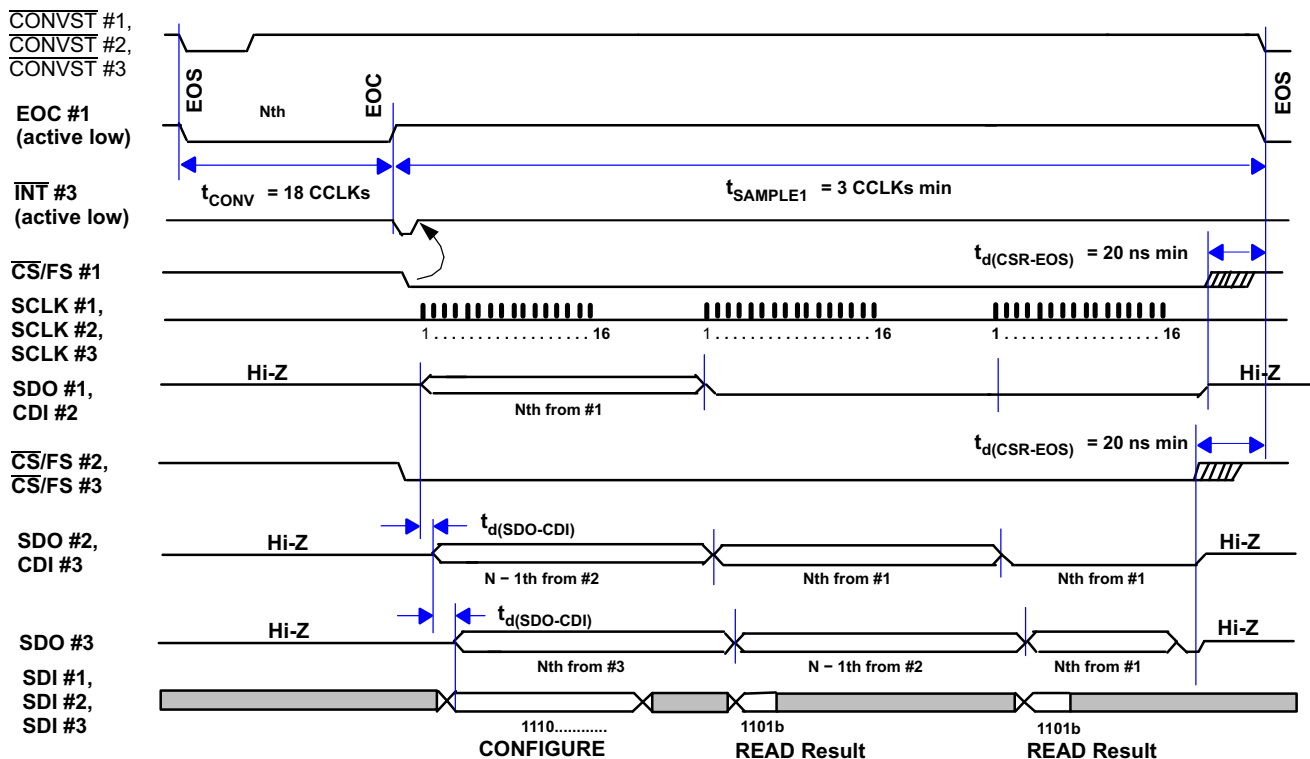 CONVST #1,
CONVST #2,
CONVST #3
EOS
EOC
EOS
EOC #1
(active low)
Nth
INT #3
(active low)
tCONV = 18 CCLKs
tSAMPLE1 = 3 CCLKs min
td(CSR-EOS) = 20 ns min
CS/FS #1
SCLK #1,
SCLK #2,
SCLK #3
1 . . . . . . . . . . . . . . 16
1 . . . . . . . . . . . . . . 16
1 . . . . . . . . . . . . . . 16
SDO #1,
CDI #2
Hi-Z
Nth from #1
Hi-Z
td(CSR-EOS) = 20 ns min
CS/FS #2,
CS/FS #3
td(SDO-CDI)
SDO #2,
CDI #3
Hi-Z
N − 1th from #2
Nth from #1
Nth from #1
Hi-Z
td(SDO-CDI)
SDO #3
Hi-Z
Nth from #3
N − 1th from #2
Nth from #1
Hi-Z
SDI #1,
SDI #2,
SDI #3
1110............
1101b
1101b
CONFIGURE
READ Result
READ Result